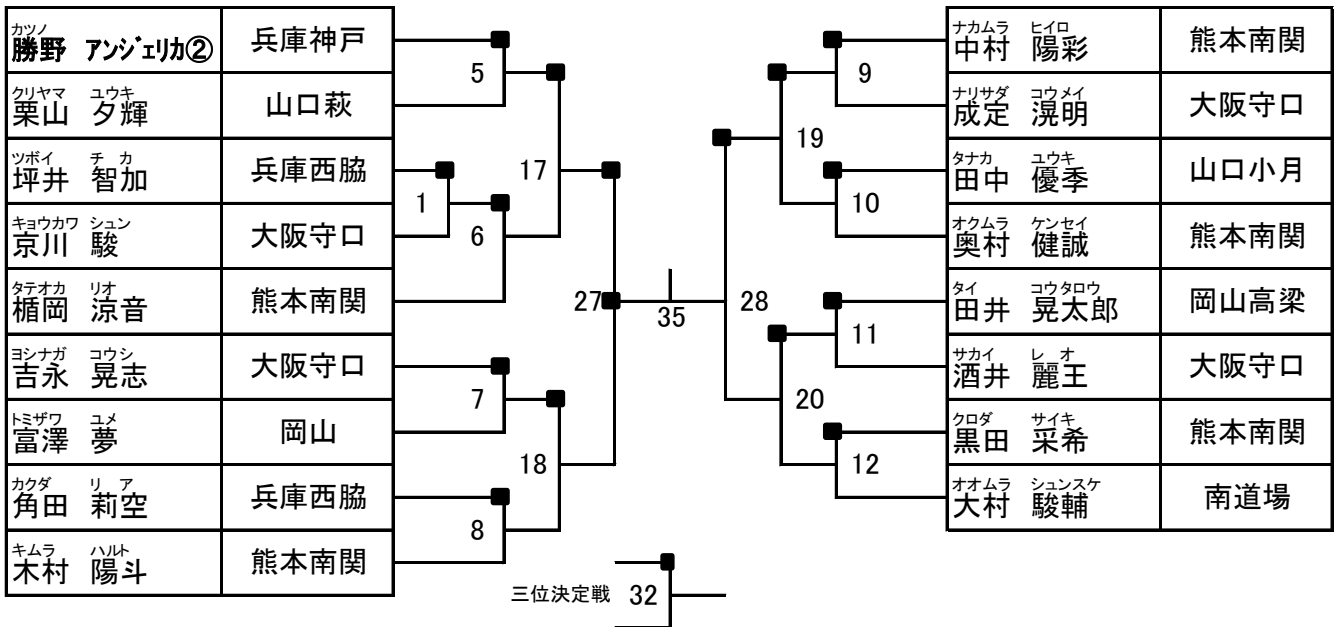 カツノ
勝野 アンジェリカ② 兵庫神戸
クリヤマ ユウキ
栗山 夕輝 山口萩
ツボイ チ カ
坪井 智加 兵庫西脇
キョウカワ シュン
京川 駿 大阪守口
タテオカ リオ
楯岡 涼音 熊本南関
ヨシナガ コウシ
吉永 晃志 大阪守口
トミザワ ユメ
富澤 夢 岡山
カクダ リ ア
角田 莉空 兵庫西脇
キムラ ハルト
木村 陽斗 熊本南関
5
17
1
6
27
7
18
8
35
三位決定戦 32
28
9
19
10
11
20
12
ナカムラ ヒイロ
中村 陽彩 熊本南関
ナリサダ コウメイ
成定 滉明 大阪守口
タナカ ユウキ
田中 優季 山口小月
オクムラ ケンセイ
奥村 健誠 熊本南関
タイ コウタロウ
田井 晃太郎 岡山高梁
サカイ レ オ
酒井 麗王 大阪守口
クロダ サイキ
黒田 采希 熊本南関
オオムラ シュンスケ
大村 駿輔 南道場